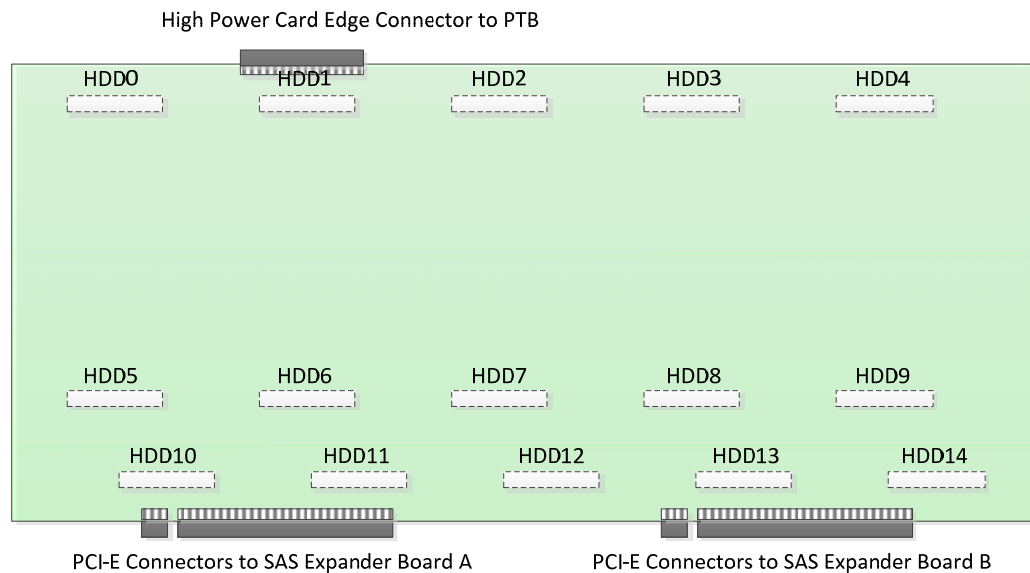 High Power Card Edge Connector to PTB
HDD0 HDD1 HDD2 HDD3 HDD4
HDD5 HDD6 HDD7 HDD8 HDD9
HDD10 HDD11 HDD12 HDD13 HDD14
PCI-E Connectors to SAS Expander Board A PCI-E Connectors to SAS Expander Board B